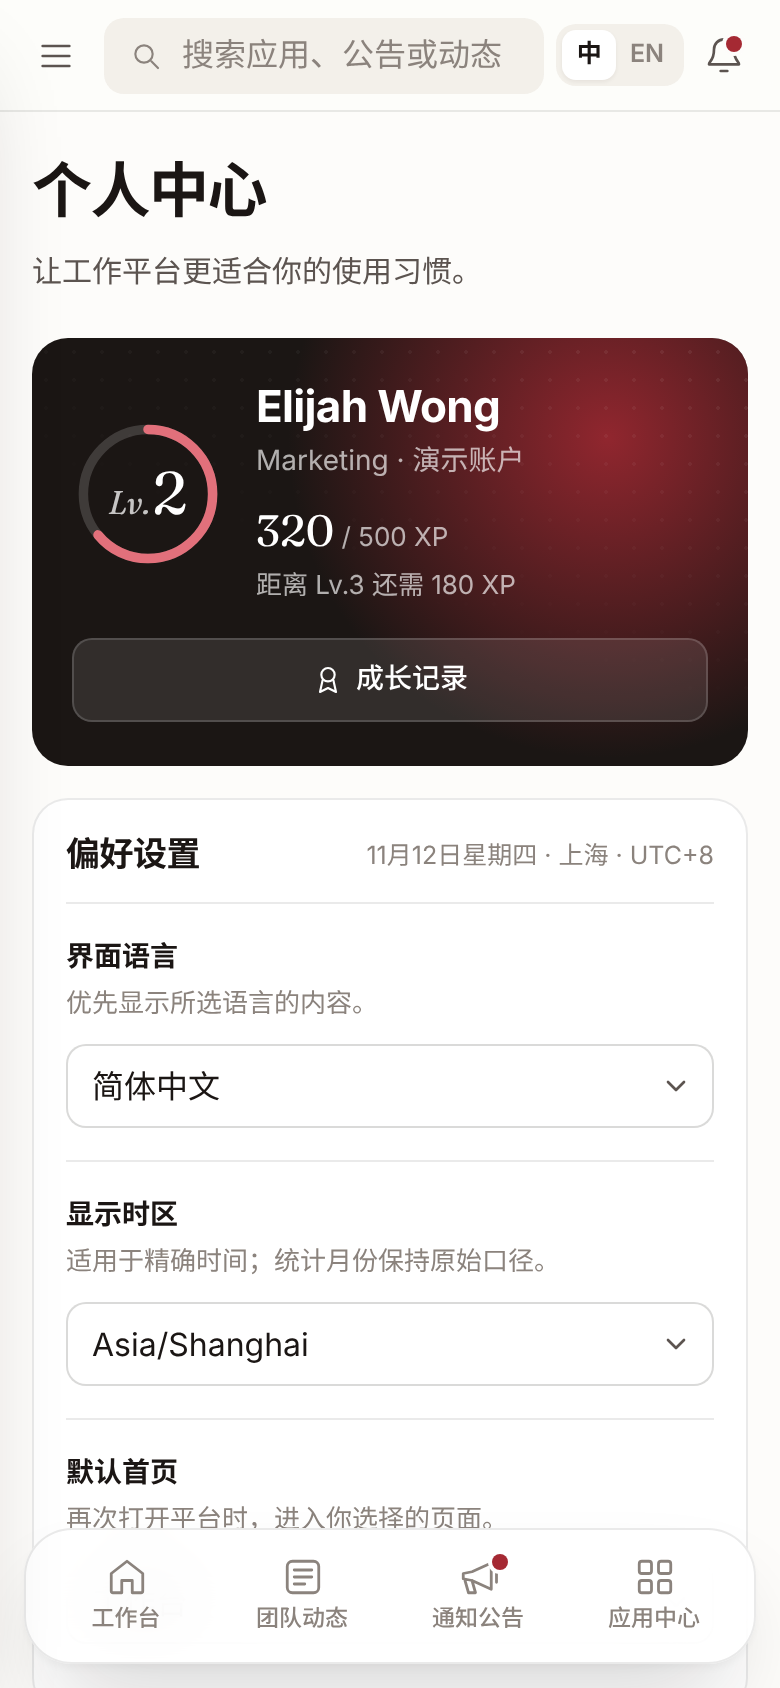 搜索应用、公告或动态
中 EN
个人中心
让工作平台更适合你的使用习惯。
Lv.2
Elijah Wong
Marketing · 演示账户
320 / 500 XP
距离 Lv.3 还需 180 XP
成长记录
偏好设置
11月12日星期四 · 上海 · UTC+8
界面语言
优先显示所选语言的内容。
简体中文
显示时区
适用于精确时间；统计月份保持原始口径。
Asia/Shanghai
默认首页
再次打开平台时，进入你选择的页面。
工作台
团队动态
通知公告
应用中心